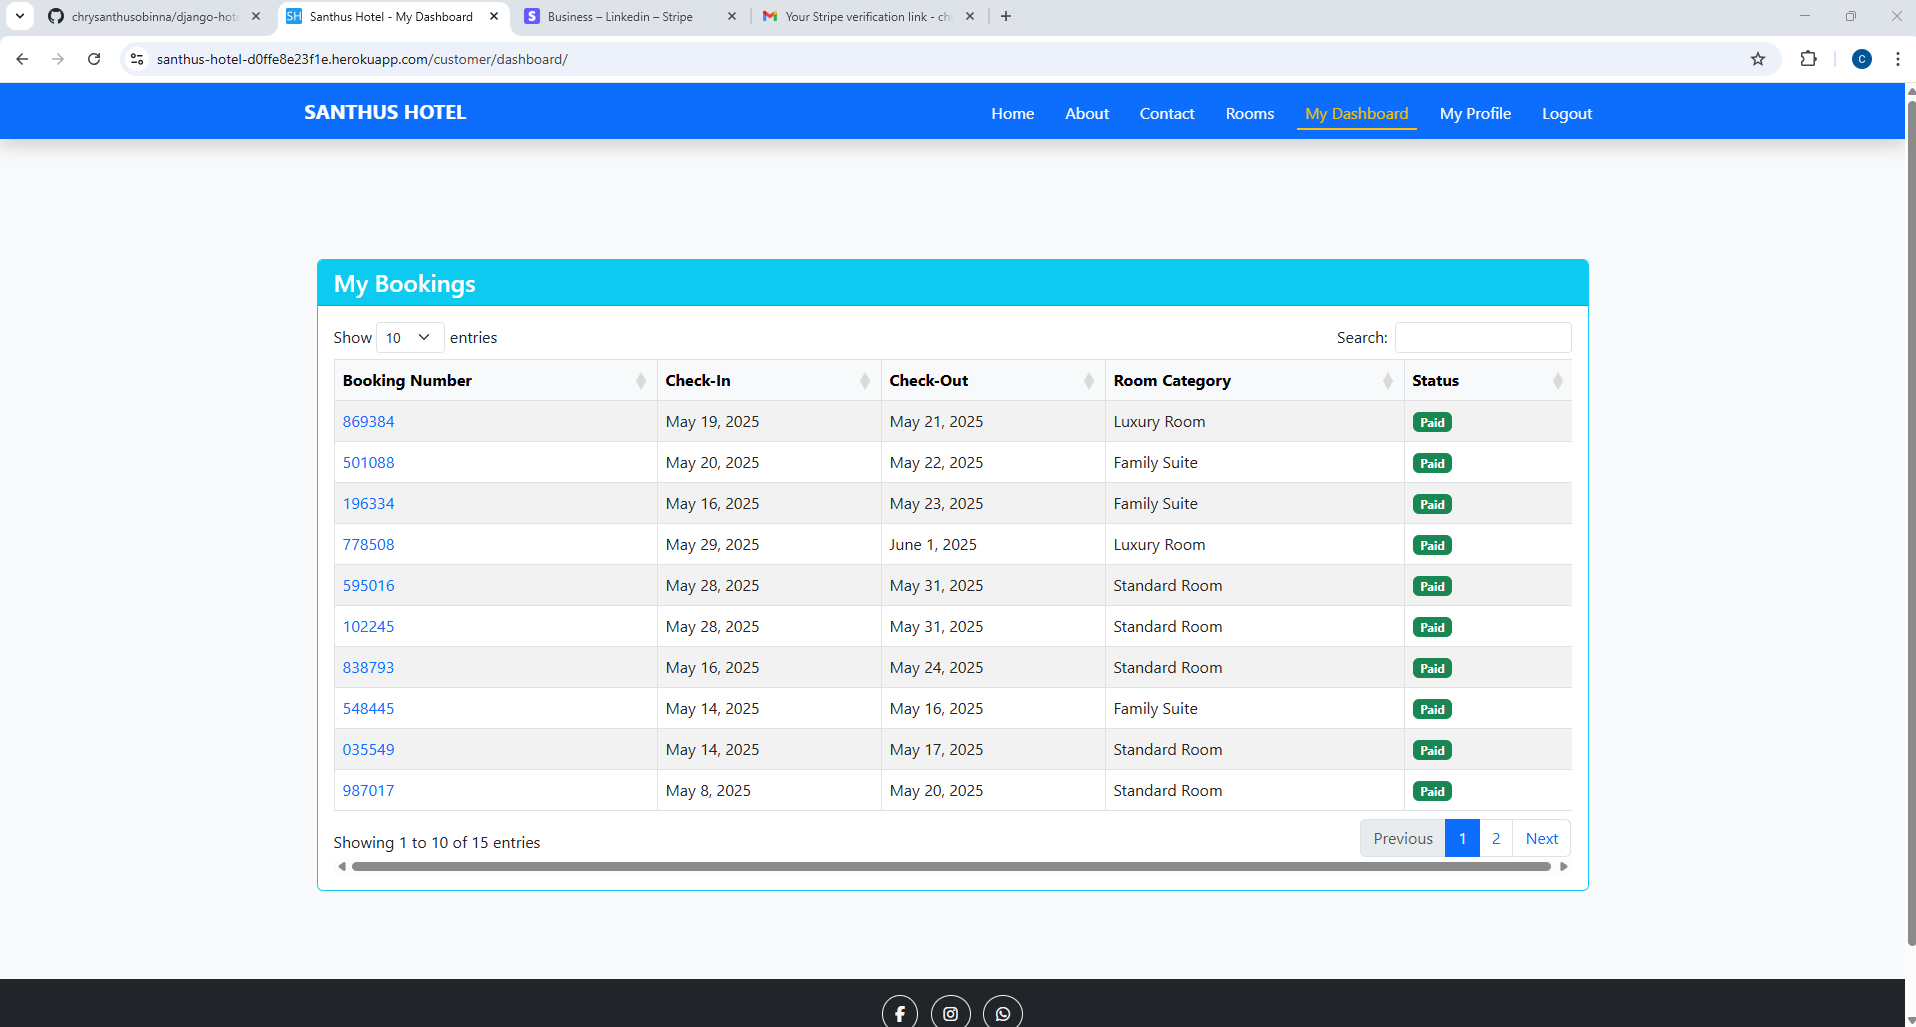 chrysanthusobinna/django-hot
SH Santhus Hotel - My Dashboard
S Business – Linkedin – Stripe
Your Stripe verification link - ch
santhus-hotel-d0ffe8e23f1e.herokuapp.com/customer/dashboard/
C
SANTHUS HOTEL
Home About Contact Rooms My Dashboard My Profile Logout
My Bookings
Show 10 entries Search:
Booking Number Check-In Check-Out Room Category Status
869384 May 19, 2025 May 21, 2025 Luxury Room Paid
501088 May 20, 2025 May 22, 2025 Family Suite Paid
196334 May 16, 2025 May 23, 2025 Family Suite Paid
778508 May 29, 2025 June 1, 2025 Luxury Room Paid
595016 May 28, 2025 May 31, 2025 Standard Room Paid
102245 May 28, 2025 May 31, 2025 Standard Room Paid
838793 May 16, 2025 May 24, 2025 Standard Room Paid
548445 May 14, 2025 May 16, 2025 Family Suite Paid
035549 May 14, 2025 May 17, 2025 Standard Room Paid
987017 May 8, 2025 May 20, 2025 Standard Room Paid
Showing 1 to 10 of 15 entries Previous 1 2 Next